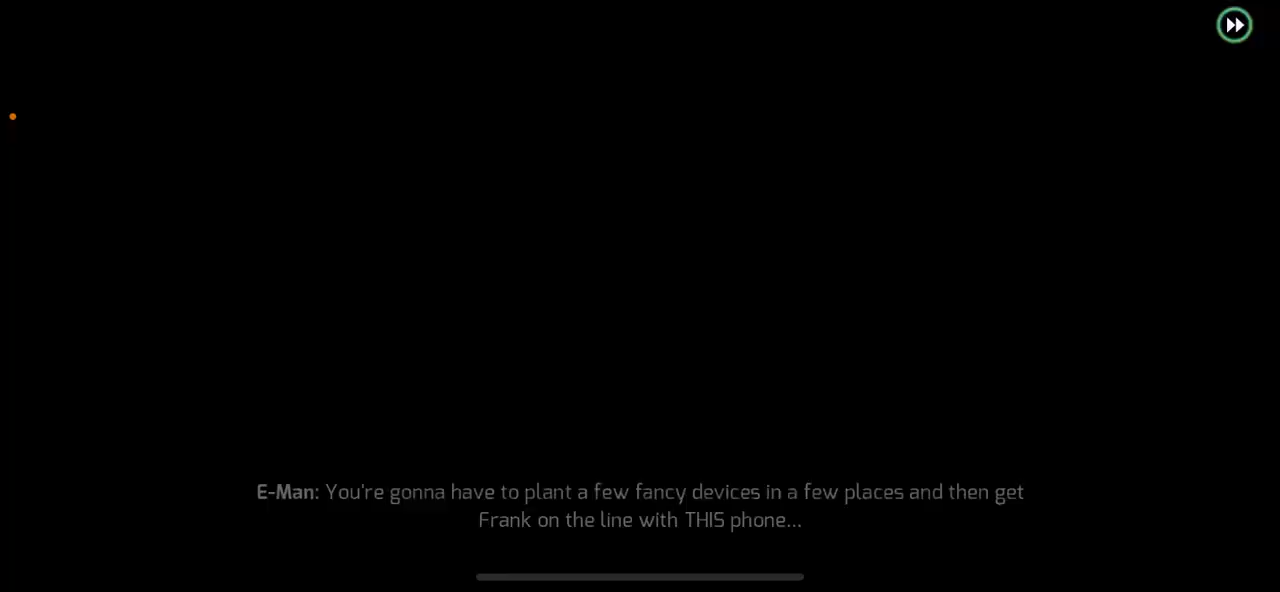 E-Man: You're gonna have to plant a few fancy devices in a few places and then get
Frank on the line with THIS phone...